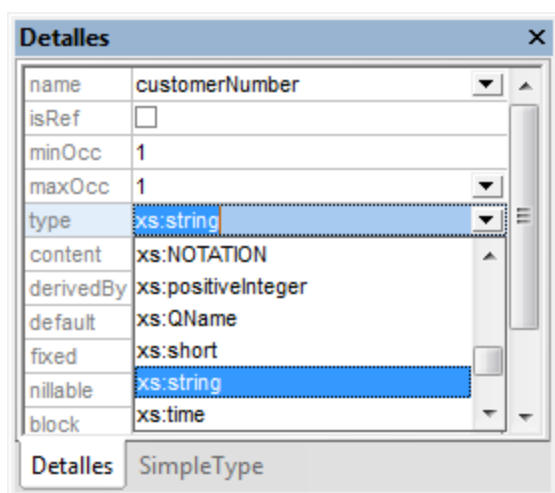 Detalles
name customerNumber
isRef
minOcc 1
maxOcc 1
type xs:string
content xs:NOTATION
derivedBy xs:positiveInteger
default xs:QName
fixed xs:short
nillable xs:string
block xs:time
Detalles SimpleType